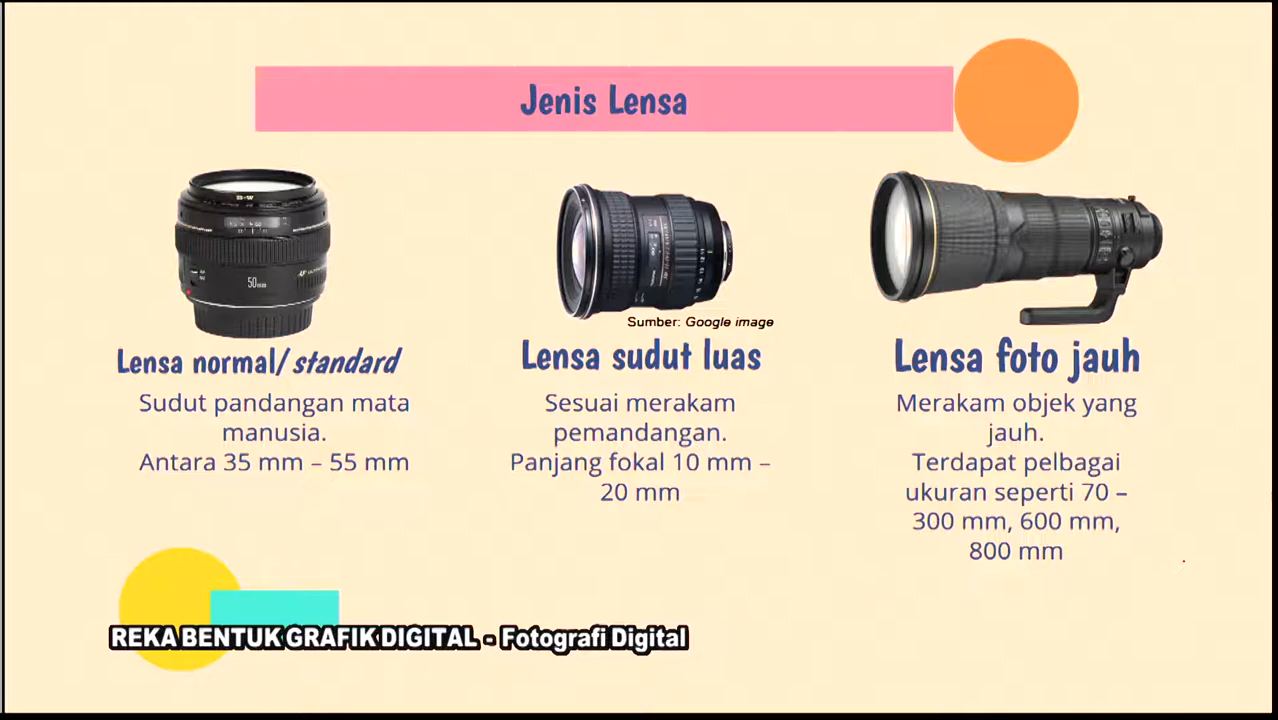 Jenis Lensa
50mm
Sumber: Google image
Lensa normal/standard
Sudut pandangan mata
manusia.
Antara 35 mm – 55 mm
Lensa sudut luas
Sesuai merakam
pemandangan.
Panjang fokal 10 mm –
20 mm
Lensa foto jauh
Merakam objek yang
jauh.
Terdapat pelbagai
ukuran seperti 70 –
300 mm, 600 mm,
800 mm
REKA BENTUK GRAFIK DIGITAL - Fotografi Digital